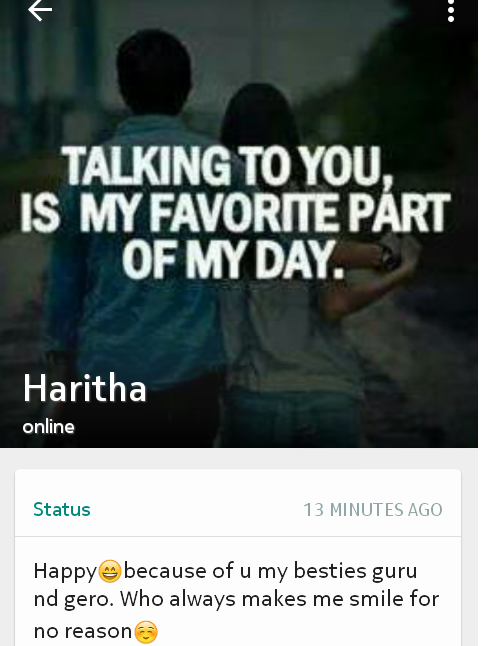 TALKING TO YOU,
IS MY FAVORITE PART
OF MY DAY.
Haritha
online
Status 13 MINUTES AGO
Happy😄because of u my besties guru
nd gero. Who always makes me smile for
no reason☺️